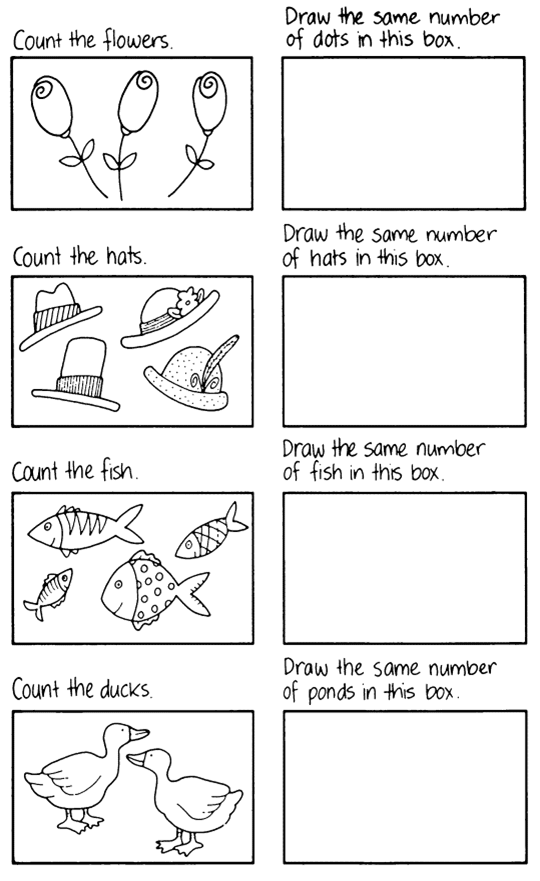 Count the flowers.
Draw the same number
of dots in this box.
Count the hats.
Draw the same number
of hats in this box.
Count the fish.
Draw the same number
of fish in this box.
Count the ducks.
Draw the same number
of ponds in this box.